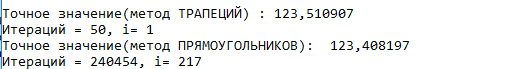 Точное значение(метод ТРАПЕЦИЙ) : 123,510907
Итераций = 50, i= 1
Точное значение(метод ПРЯМОУГОЛЬНИКОВ):  123,408197
Итераций = 240454, i= 217